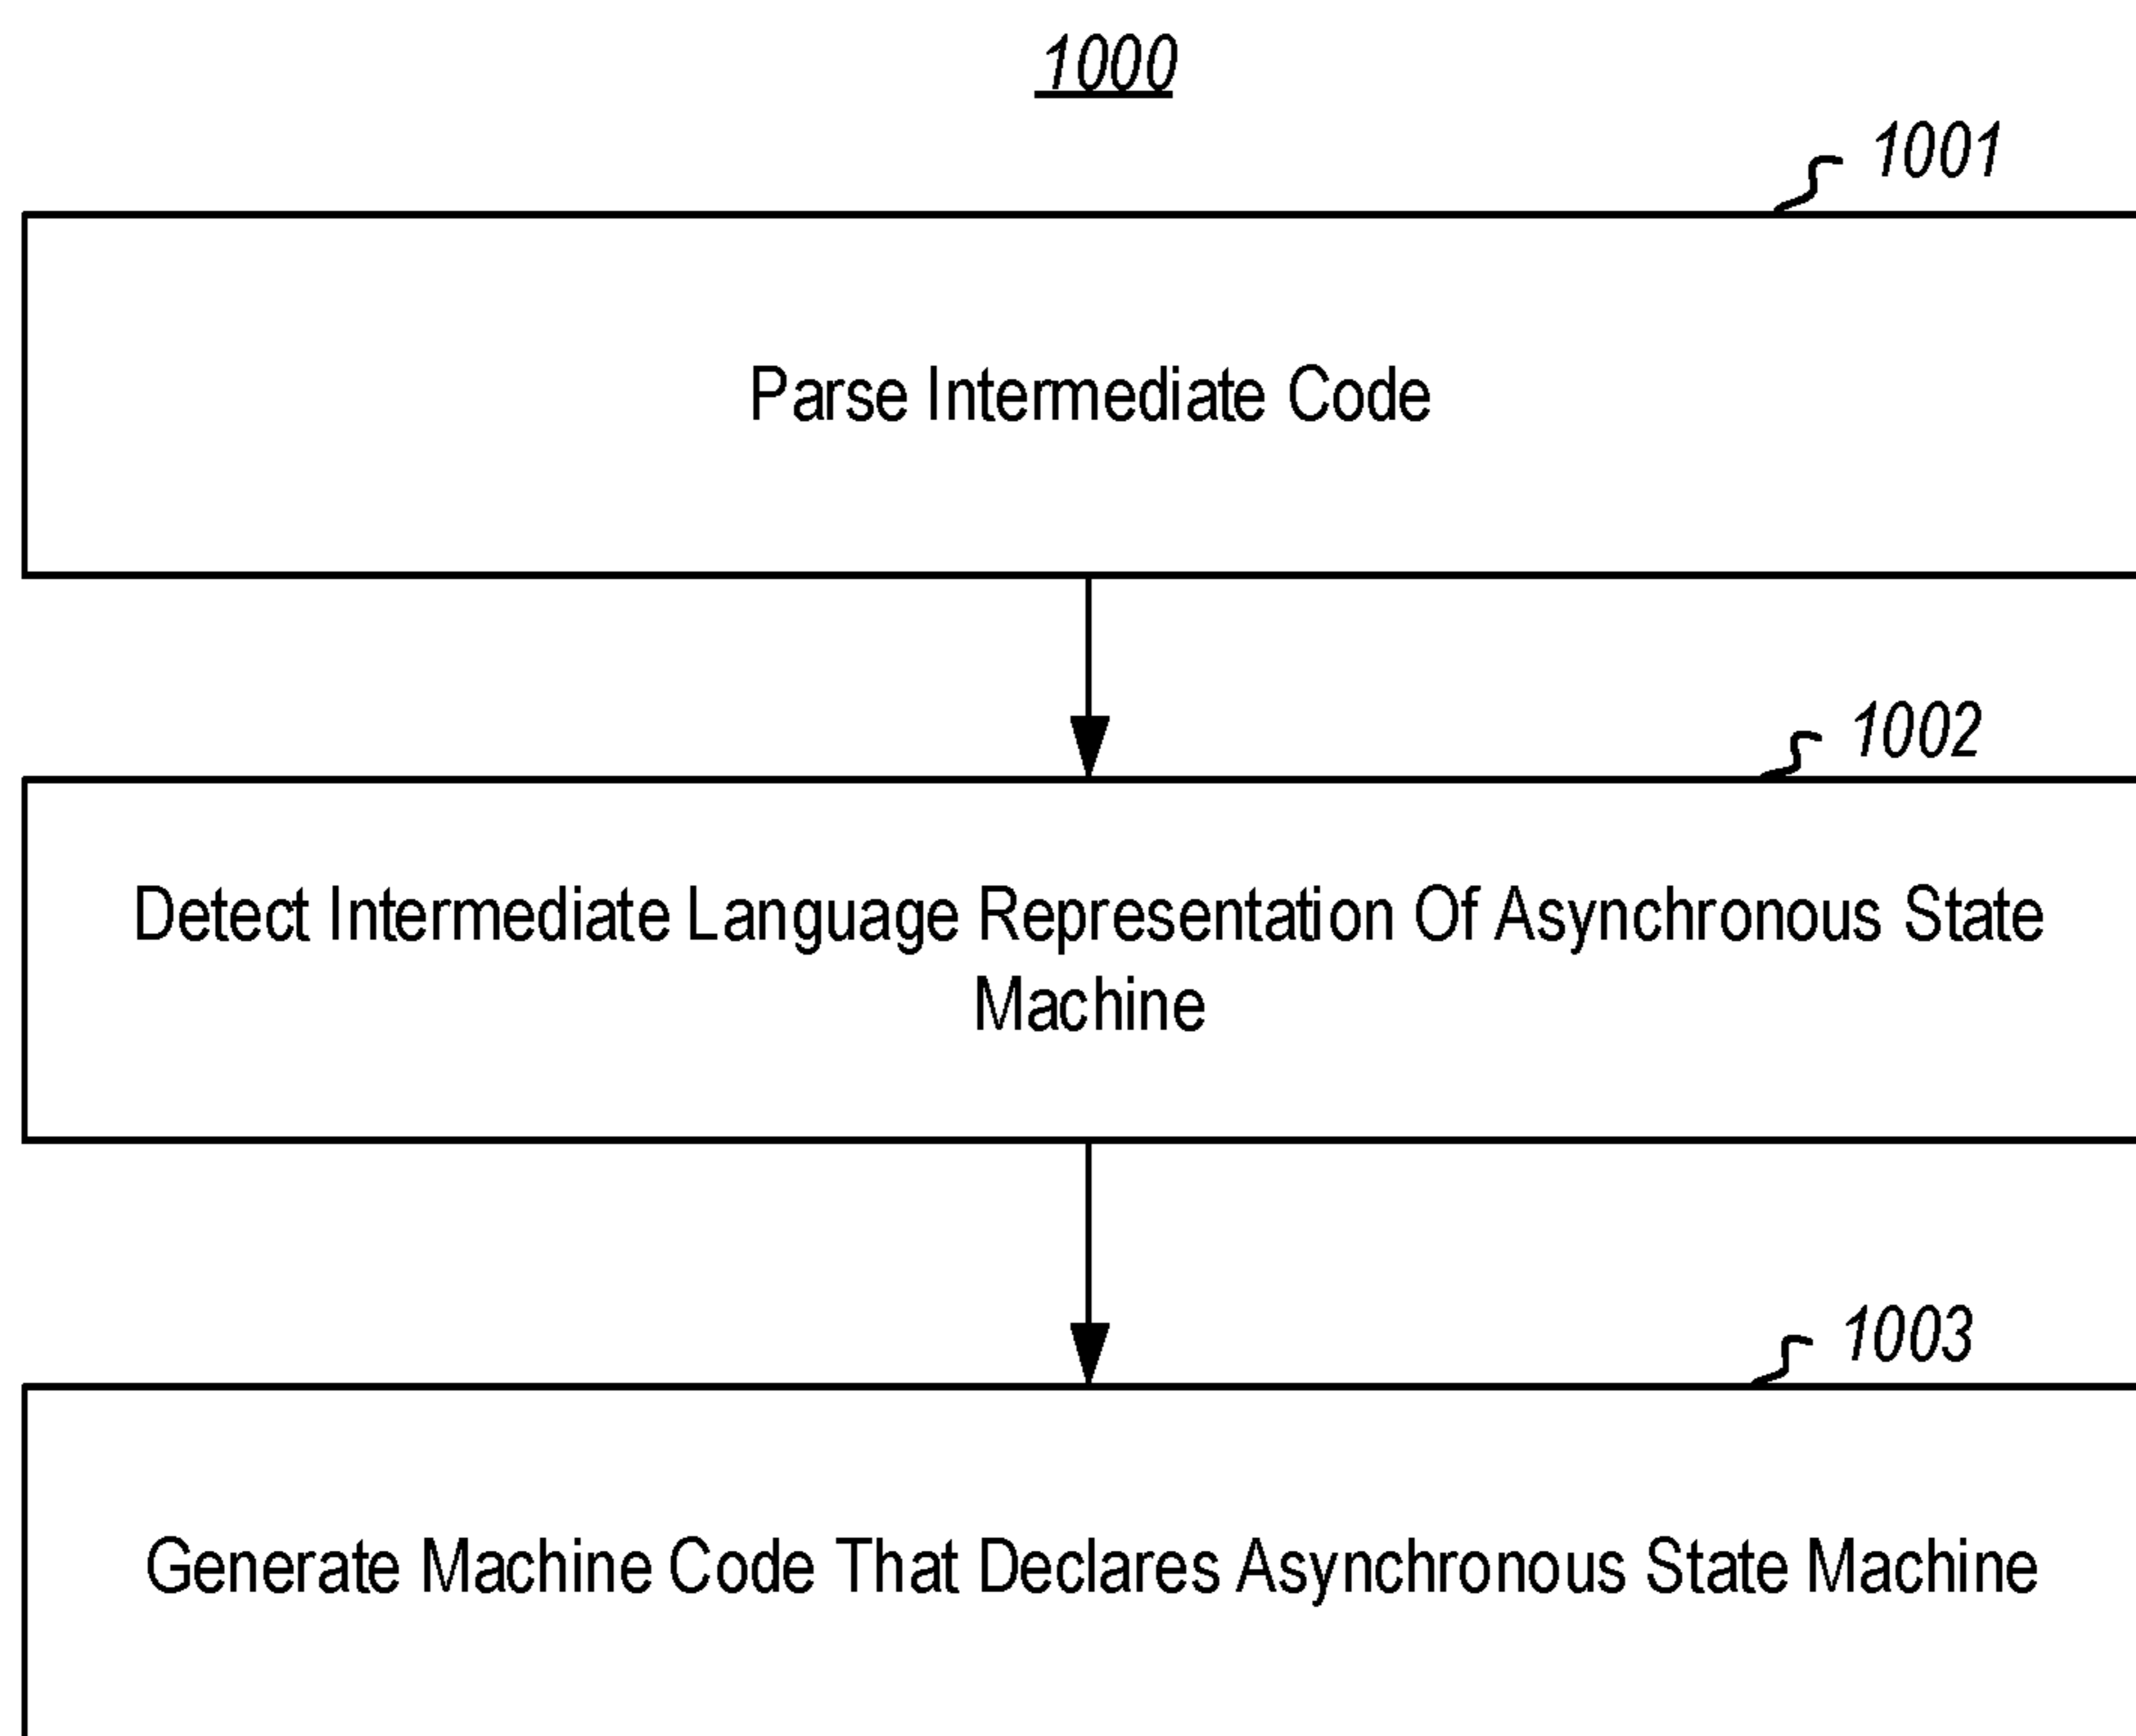 1000
1001
Parse Intermediate Code
1002
Detect Intermediate Language Representation Of Asynchronous State
Machine
1003
Generate Machine Code That Declares Asynchronous State Machine